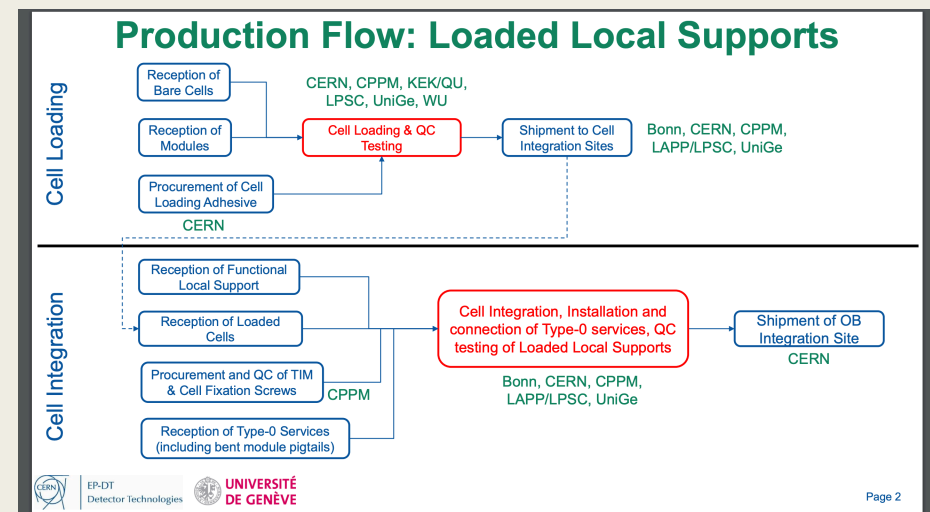 Production Flow: Loaded Local Supports
Cell Loading
Reception of
Bare Cells
CERN, CPPM, KEK/QU,
LPSC, UniGe, WU
Reception of
Modules
Cell Loading & QC
Testing
Shipment to Cell
Integration Sites
Bonn, CERN, CPPM,
LAPP/LPSC, UniGe
Procurement of Cell
Loading Adhesive
CERN
Cell Integration
Reception of Functional
Local Support
Reception of Loaded
Cells
Cell Integration, Installation and
connection of Type-0 services, QC
testing of Loaded Local Supports
Shipment of OB
Integration Site
CERN
Procurement and QC of TIM
& Cell Fixation Screws
CPPM
Bonn, CERN, CPPM,
LAPP/LPSC, UniGe
Reception of Type-0 Services
(including bent module pigtails)
CERN
EP-DT
Detector Technologies
UNIVERSITÉ
DE GENÈVE
Page 2